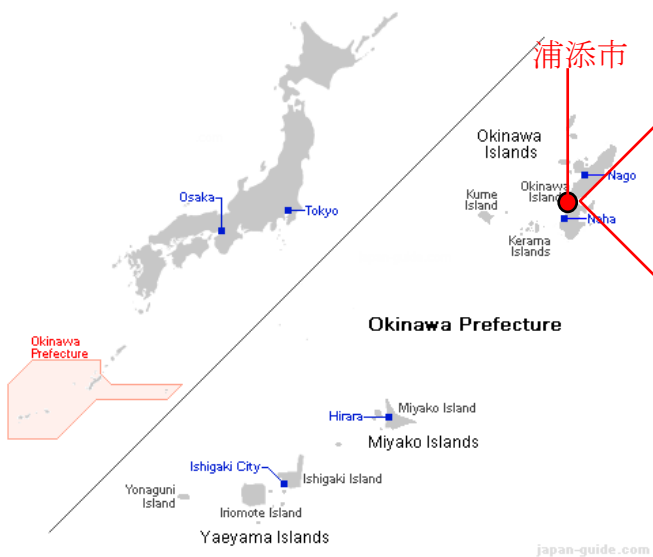 浦添市
Okinawa
Islands
Nago
Okinawa
Island
Kume
Island
Naha
Kerama
Islands
Osaka
Tokyo
Okinawa Prefecture
Okinawa
Prefecture
Miyako Island
Hirara
Miyako Islands
Ishigaki City
Ishigaki Island
Yonaguni
Island
Iriomote Island
Yaeyama Islands
japan-guide.com